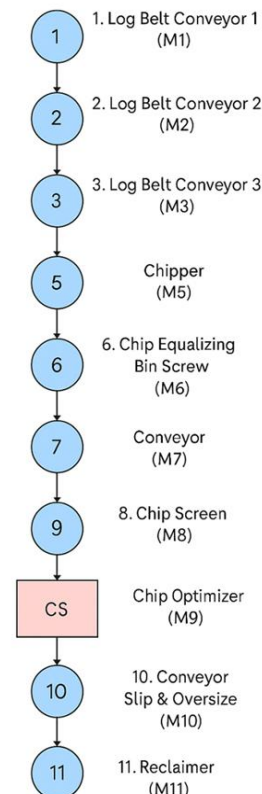 1
1. Log Belt Conveyor 1
(M1)
2
2. Log Belt Conveyor 2
(M2)
3
3. Log Belt Conveyor 3
(M3)
5
Chipper
(M5)
6
6. Chip Equalizing
Bin Screw
(M6)
7
Conveyor
(M7)
9
8. Chip Screen
(M8)
CS
Chip Optimizer
(M9)
10
10. Conveyor
Slip & Oversize
(M10)
11
11. Reclaimer
(M11)